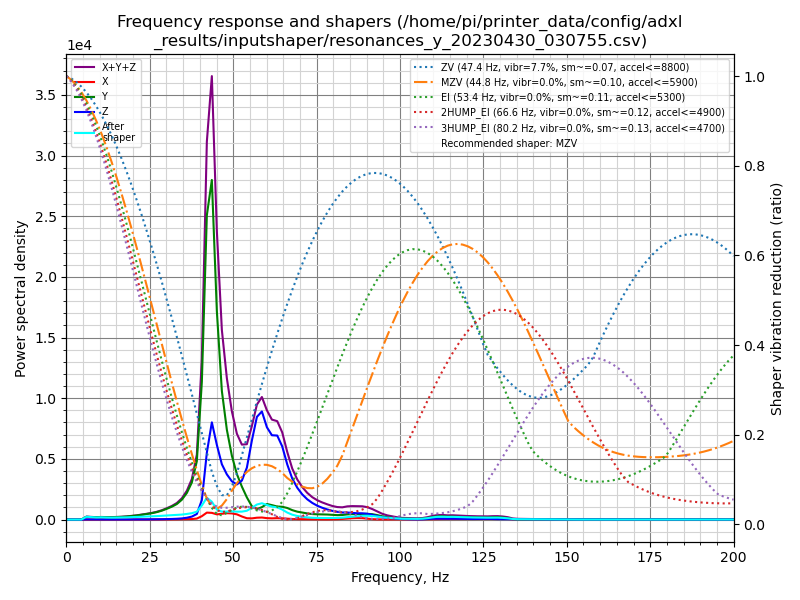 Frequency response and shapers (/home/pi/printer_data/config/adxl
_results/inputshaper/resonances_y_20230430_030755.csv)
1e4
X+Y+Z
X
Y
Z
After
shaper
ZV (47.4 Hz, vibr=7.7%, sm~=0.07, accel<=8800)
MZV (44.8 Hz, vibr=0.0%, sm~=0.10, accel<=5900)
EI (53.4 Hz, vibr=0.0%, sm~=0.11, accel<=5300)
2HUMP_EI (66.6 Hz, vibr=0.0%, sm~=0.12, accel<=4900)
3HUMP_EI (80.2 Hz, vibr=0.0%, sm~=0.13, accel<=4700)
Recommended shaper: MZV
Power spectral density
3.5
3.0
2.5
2.0
1.5
1.0
0.5
0.0
1.0
0.8
0.6
0.4
0.2
0.0
Shaper vibration reduction (ratio)
0 25 50 75 100 125 150 175 200
Frequency, Hz